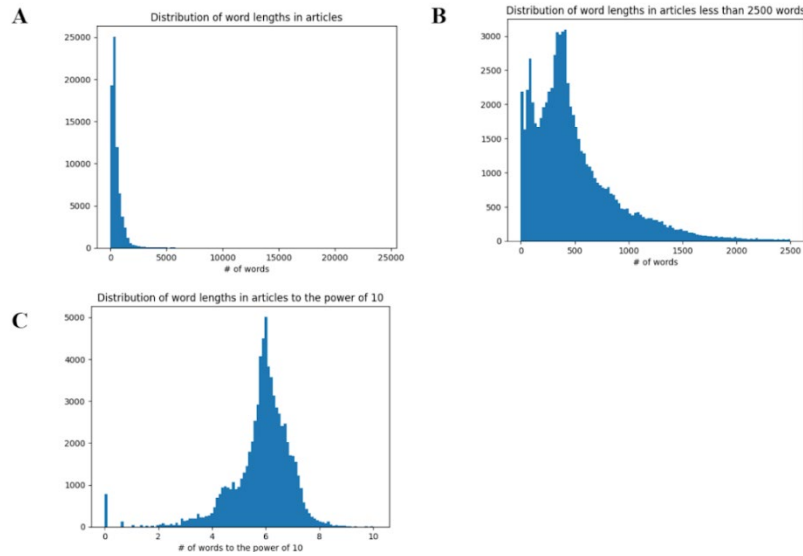 A
Distribution of word lengths in articles
25000
20000
15000
10000
5000
0
0 5000 10000 15000 20000 25000
# of words
B
Distribution of word lengths in articles less than 2500 words
3000
2500
2000
1500
1000
500
0
0 500 1000 1500 2000 2500
# of words
C
Distribution of word lengths in articles to the power of 10
5000
4000
3000
2000
1000
0
0 2 4 6 8 10
# of words to the power of 10